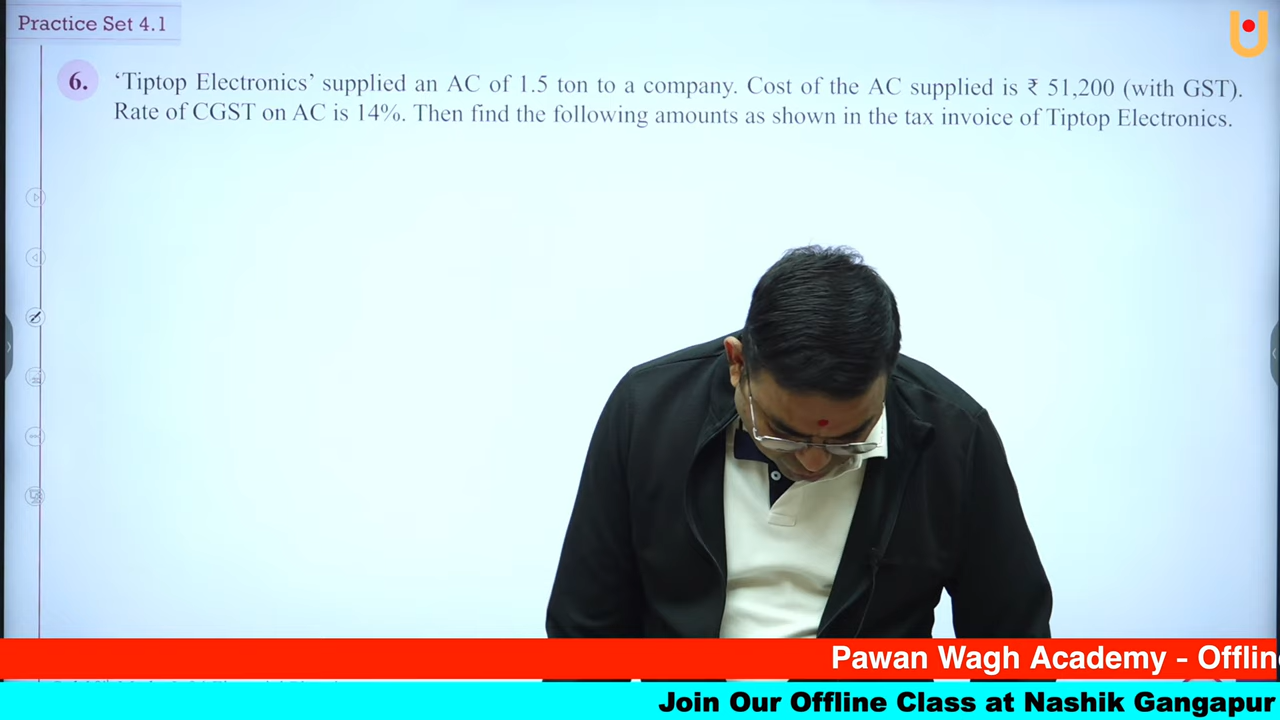 Practice Set 4.1
6. ‘Tiptop Electronics’ supplied an AC of 1.5 ton to a company. Cost of the AC supplied is ₹ 51,200 (with GST).
Rate of CGST on AC is 14%. Then find the following amounts as shown in the tax invoice of Tiptop Electronics.
Pawan Wagh Academy - Offlin
Join Our Offline Class at Nashik Gangapur